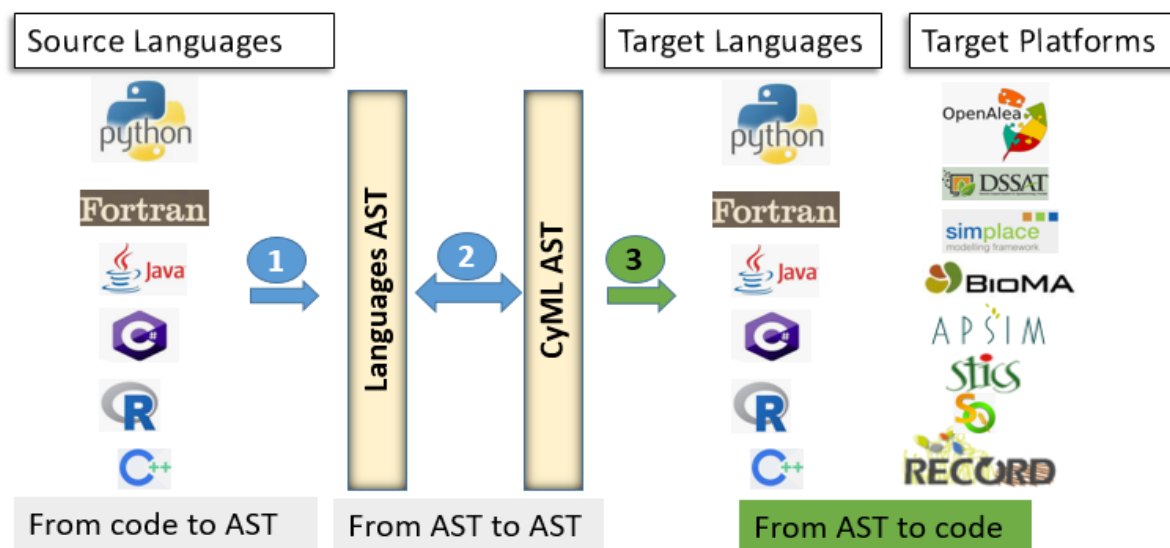 Source Languages
Target Languages
Target Platforms
python
Fortran
Java
C#
R
C++
1
Languages AST
2
CyML AST
3
python
Fortran
Java
C#
R
C++
OpenAlea
DSSAT
simplace
modelling framework
BIOMA
APSIM
STICS
SQ
RECORD
From code to AST
From AST to AST
From AST to code